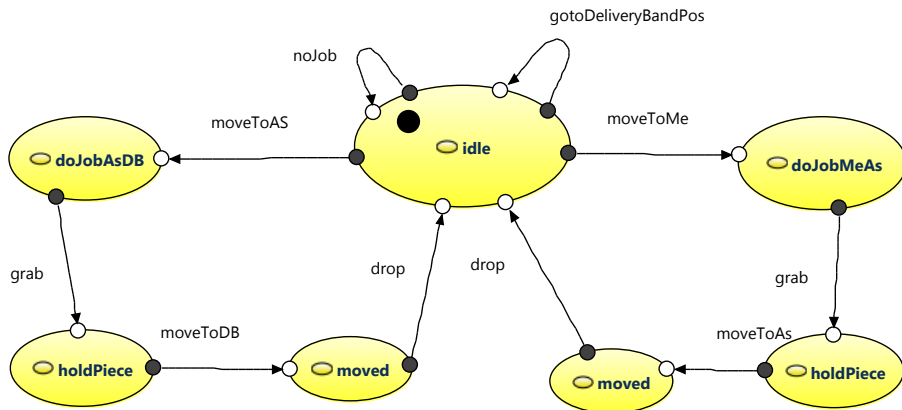 gotoDeliveryBandPos
noJob
moveToAS
moveToMe
idle
doJobAsDB
doJobMeAs
grab
drop
drop
grab
moveToDB
moveToAs
holdPiece
moved
moved
holdPiece